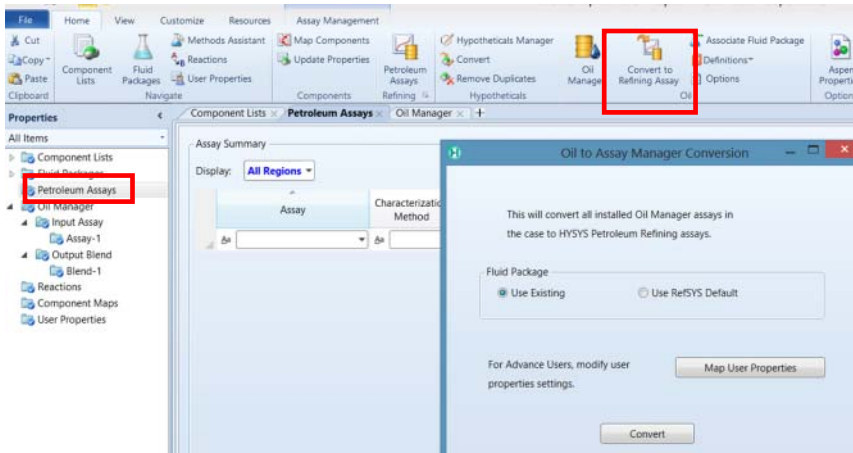 File Home View Customize Resources Assay Management
Cut
Copy
Paste
Clipboard
Component Lists
Fluid Packages
Methods Assistant
Reactions
User Properties
Navigate
Map Components
Update Properties
Components
Petroleum Assays
Refining
Hypotheticals Manager
Convert
Remove Duplicates
Hypotheticals
Oil
Convert to
Refining Assay
Associate Fluid Package
Definitions
Options
Properties
All Items
Component Lists
Petroleum Assays
Oil Manager
Input Assay
Assay-1
Output Blend
Blend-1
Reactions
Component Maps
User Properties
Component Lists Petroleum Assays Oil Manager +
Assay Summary
Display: All Regions
Assay
Method
Oil to Assay Manager Conversion
This will convert all installed Oil Manager assays in
the case to HYSYS Petroleum Refining assays.
Fluid Package
Use Existing Use RefSYS Default
For Advance Users, modify user
properties settings.
Map User Properties
Convert